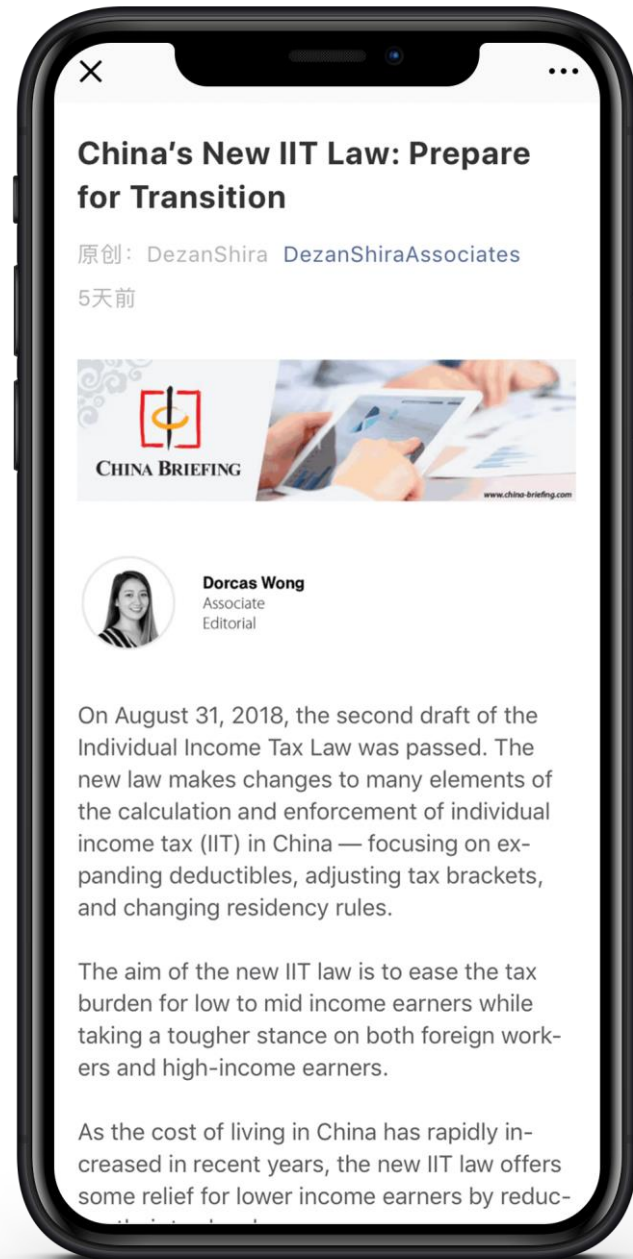 China's New IIT Law: Prepare
for Transition
原创: DezanShira DezanShiraAssociates
5天前
CHINA BRIEFING
www.china-briefing.com
Dorcas Wong
Associate
Editorial
On August 31, 2018, the second draft of the
Individual Income Tax Law was passed. The
new law makes changes to many elements of
the calculation and enforcement of individual
income tax (IIT) in China — focusing on ex-
panding deductibles, adjusting tax brackets,
and changing residency rules.
The aim of the new IIT law is to ease the tax
burden for low to mid income earners while
taking a tougher stance on both foreign work-
ers and high-income earners.
As the cost of living in China has rapidly in-
creased in recent years, the new IIT law offers
some relief for lower income earners by reduc-